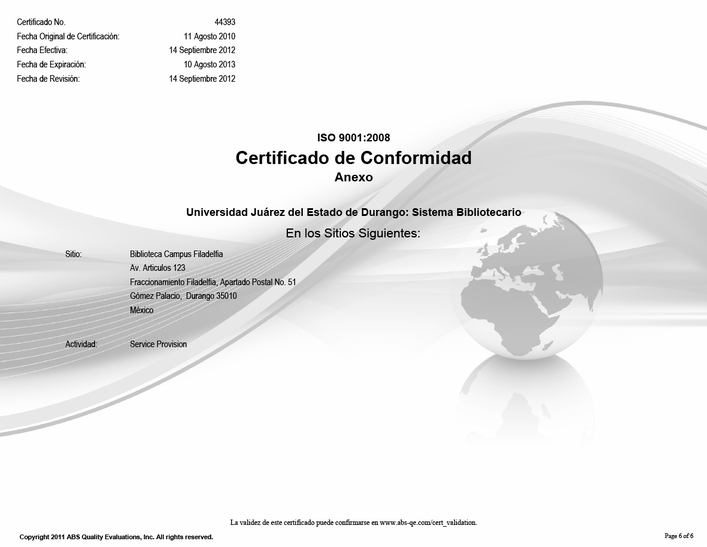 Certificado No. 44393
Fecha Original de Certificación: 11 Agosto 2010
Fecha Efectiva: 14 Septiembre 2012
Fecha de Expiración: 10 Agosto 2013
Fecha de Revisión: 14 Septiembre 2012
ISO 9001:2008
Certificado de Conformidad
Anexo
Universidad Juárez del Estado de Durango: Sistema Bibliotecario
En los Sitios Siguientes:
Sitio: Biblioteca Campus Filadelfia
Av. Articulos 123
Fraccionamiento Filadelfia, Apartado Postal No. 51
Gómez Palacio, Durango 35010
México
Actividad: Service Provision
La validez de este certificado puede confirmarse en www.abs-qe.com/cert_validation.
Copyright 2011 ABS Quality Evaluations, Inc. All rights reserved. Page 6 of 6